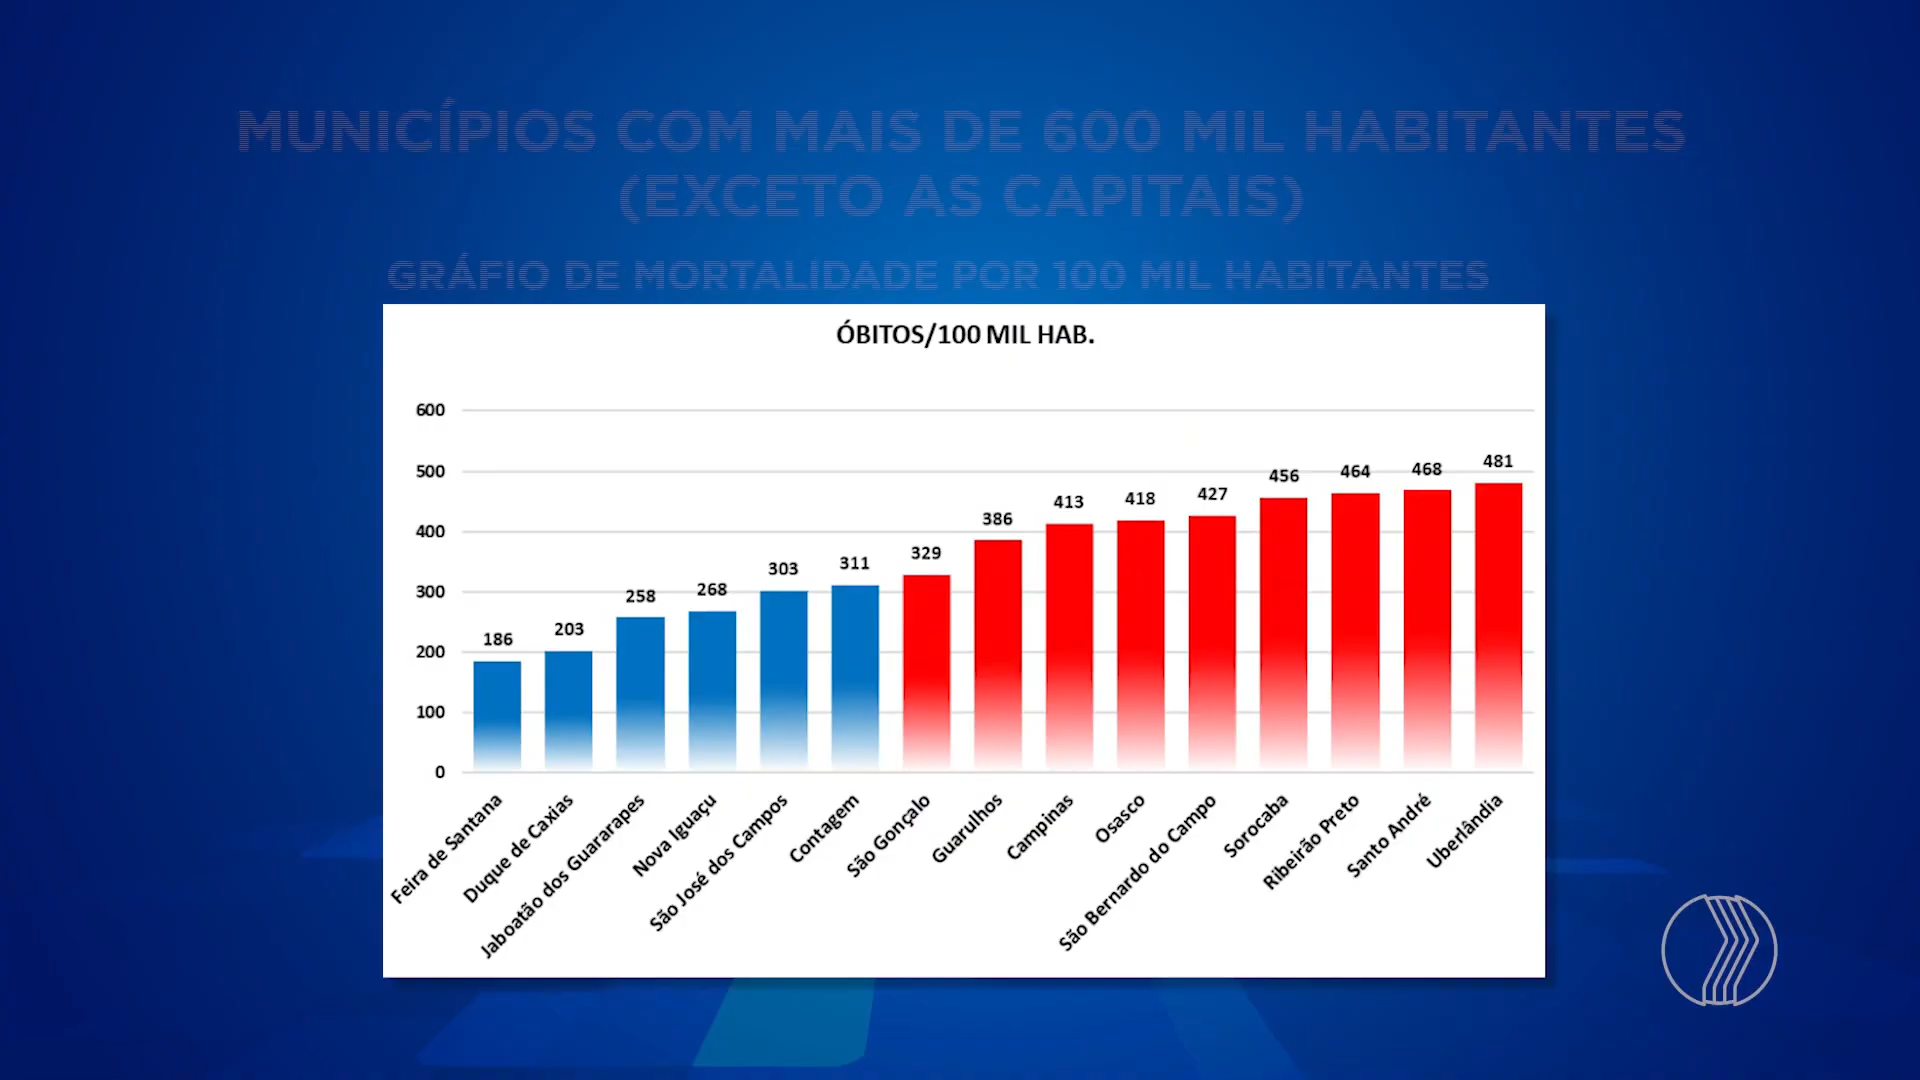 MUNICÍPIOS COM MAIS DE 600 MIL HABITANTES
(EXCETO AS CAPITAIS)
GRÁFIO DE MORTALIDADE POR 100 MIL HABITANTES
ÓBITOS/100 MIL HAB.
600
500
400
300
200
100
0
186
203
258
268
303
311
329
386
413
418
427
456
464
468
481
Feira de Santana
Duque de Caxias
Jaboatão dos Guararapes
Nova Iguaçu
São José dos Campos
Contagem
São Gonçalo
Guarulhos
Campinas
Osasco
São Bernardo do Campo
Sorocaba
Ribeirão Preto
Santo André
Uberlândia